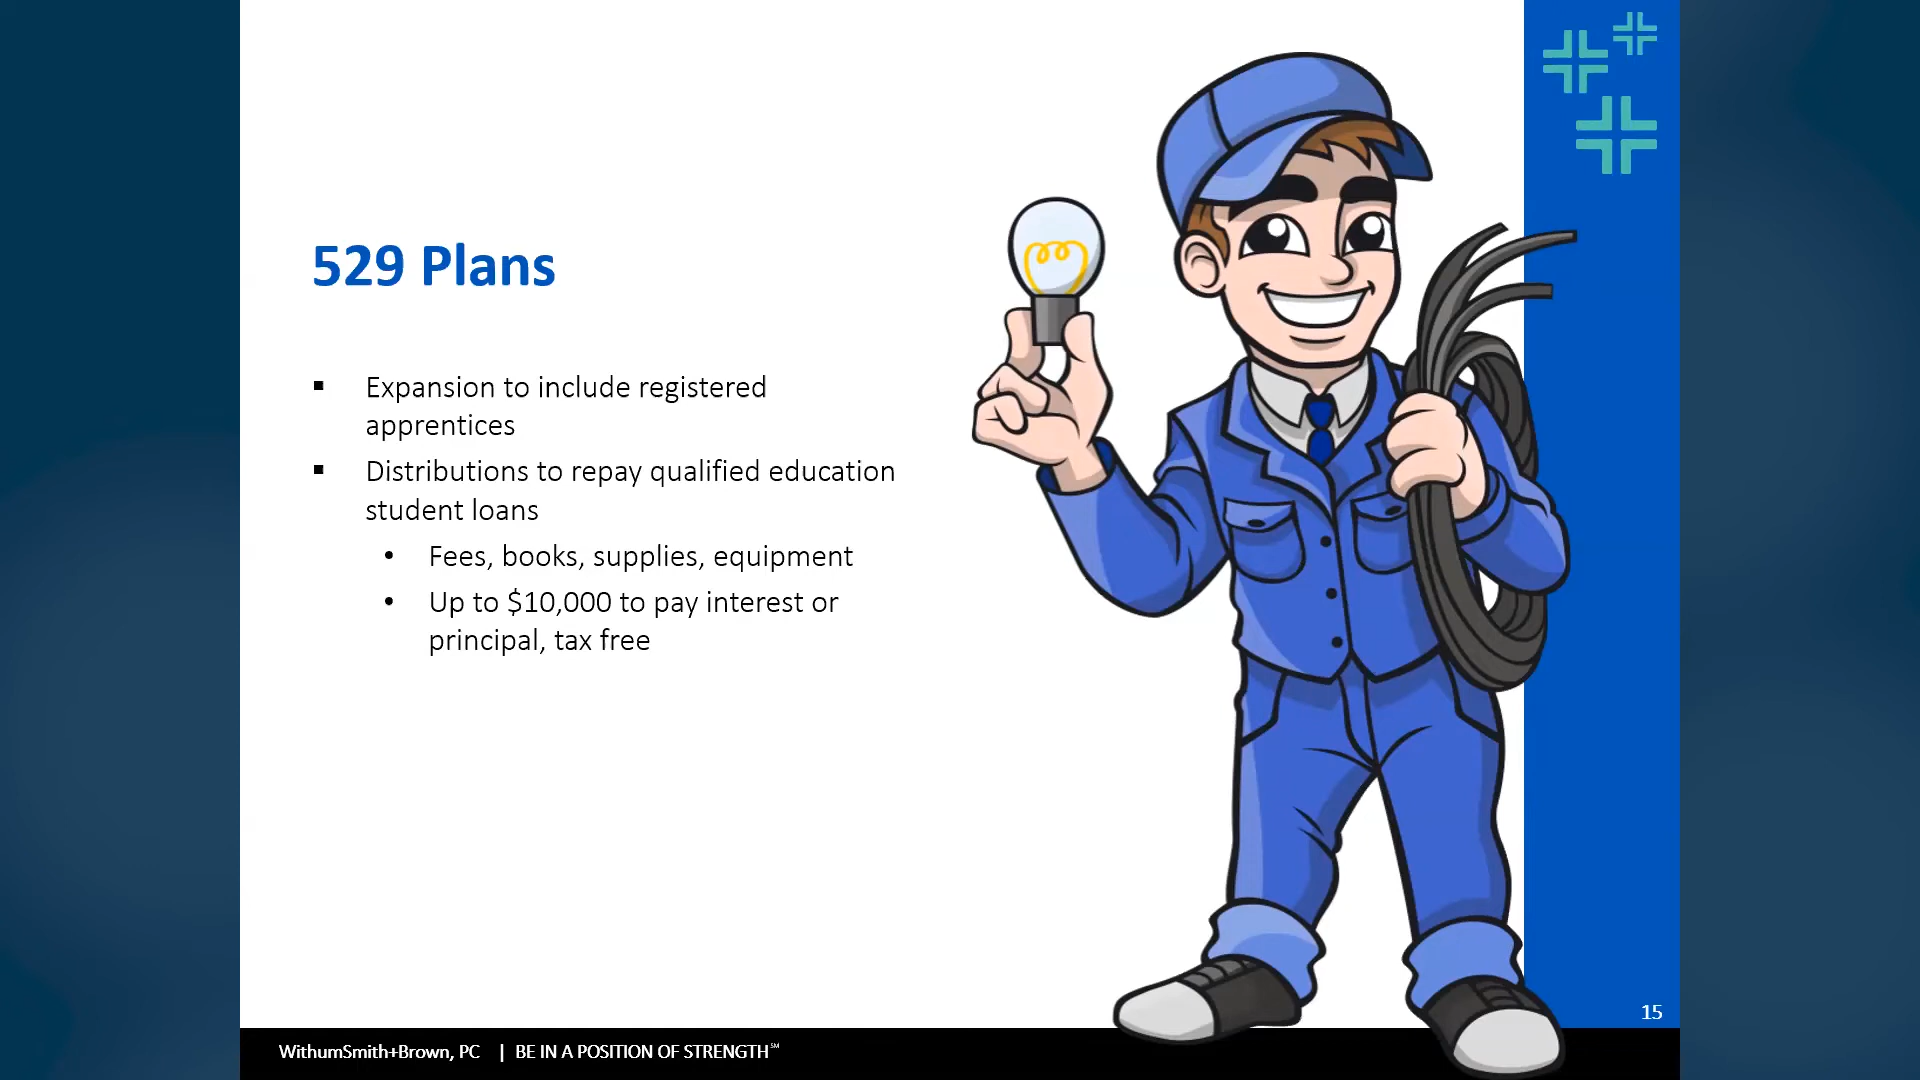 529 Plans
▪ Expansion to include registered
apprentices
▪ Distributions to repay qualified education
student loans
• Fees, books, supplies, equipment
• Up to $10,000 to pay interest or
principal, tax free
15
WithumSmith+Brown, PC | BE IN A POSITION OF STRENGTH℠